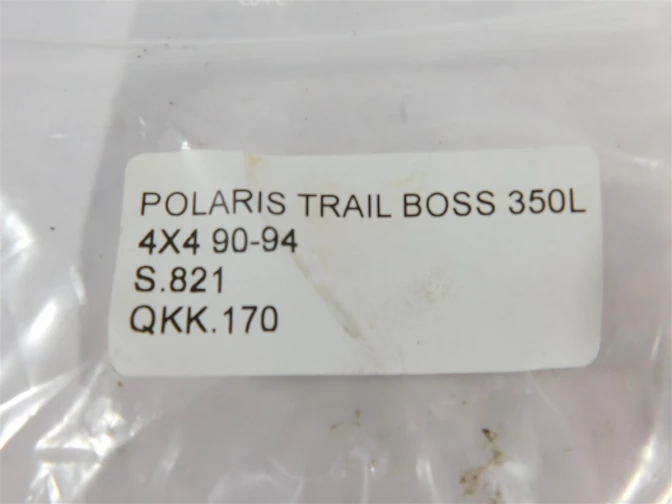 POLARIS TRAIL BOSS 350L
4X4 90-94
S.821
QKK.170